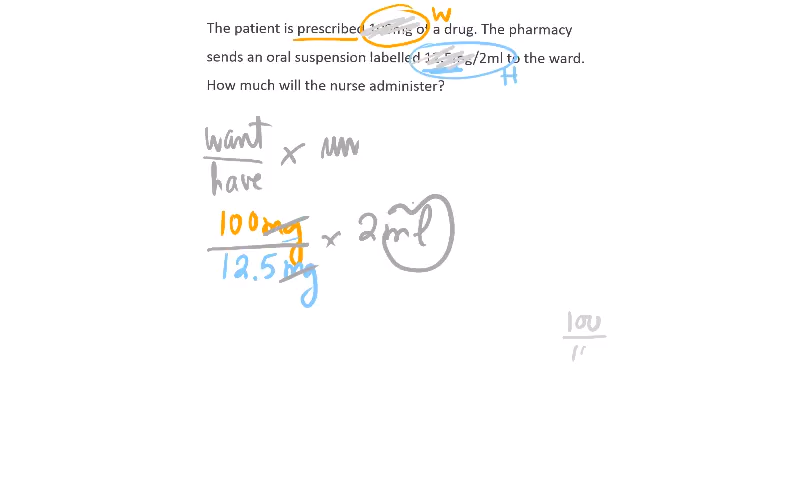 The patient is prescribed of a drug. The pharmacy W
sends an oral suspension labelled /2ml to the ward.
H
How much will the nurse administer?
want
have
×
100mg
12.5mg
× 2ml
100